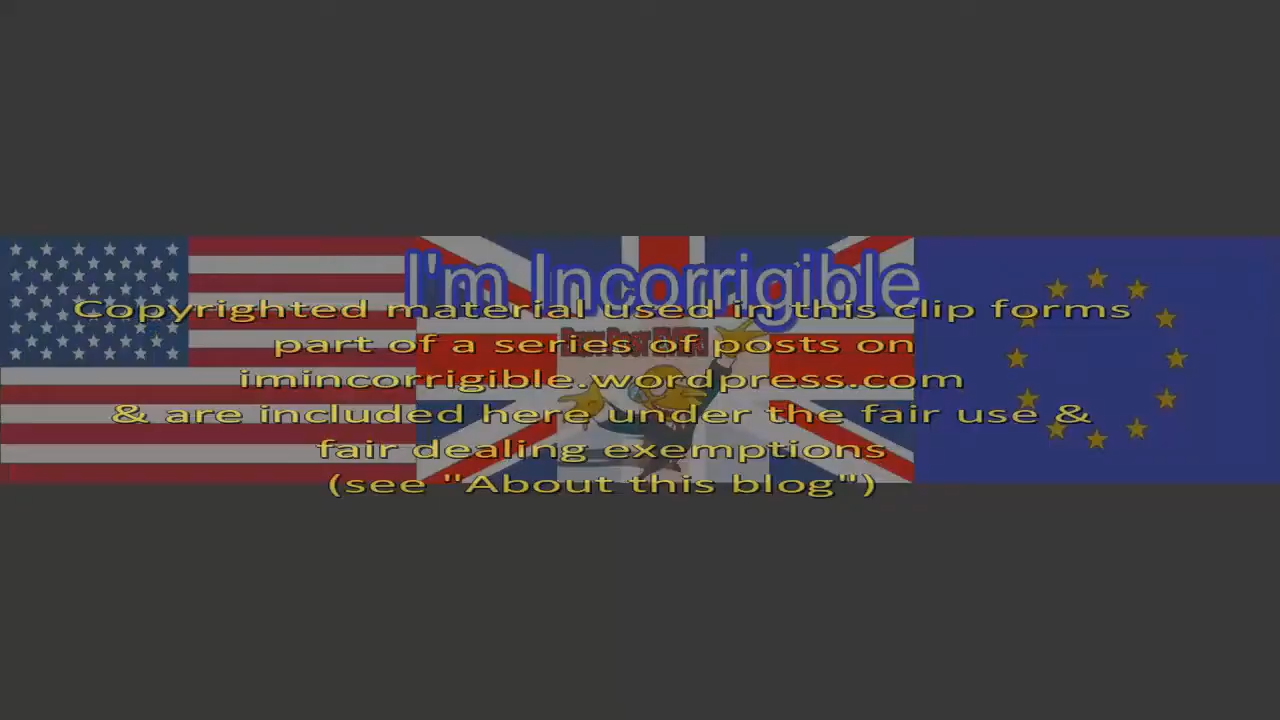 I'm Incorrigible
Copyrighted material used in this clip forms
part of a series of posts on
imincorrigible.wordpress.com
& are included here under the fair use &
fair dealing exemptions
(see "About this blog")